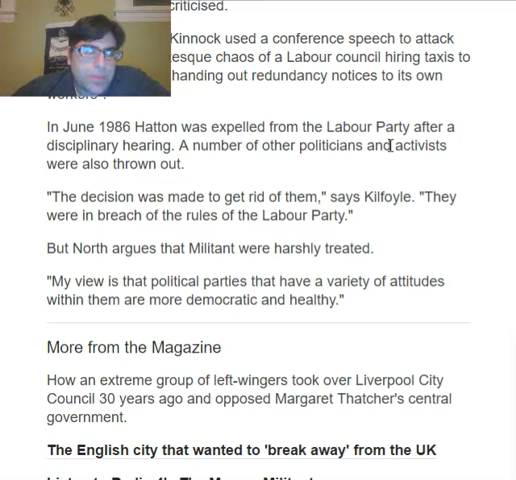 criticised.
Kinnock used a conference speech to attack
esque chaos of a Labour council hiring taxis to
handing out redundancy notices to its own
In June 1986 Hatton was expelled from the Labour Party after a
disciplinary hearing. A number of other politicians and activists
were also thrown out.
"The decision was made to get rid of them," says Kilfoyle. "They
were in breach of the rules of the Labour Party."
But North argues that Militant were harshly treated.
"My view is that political parties that have a variety of attitudes
within them are more democratic and healthy."
More from the Magazine
How an extreme group of left-wingers took over Liverpool City
Council 30 years ago and opposed Margaret Thatcher's central
government.
The English city that wanted to 'break away' from the UK